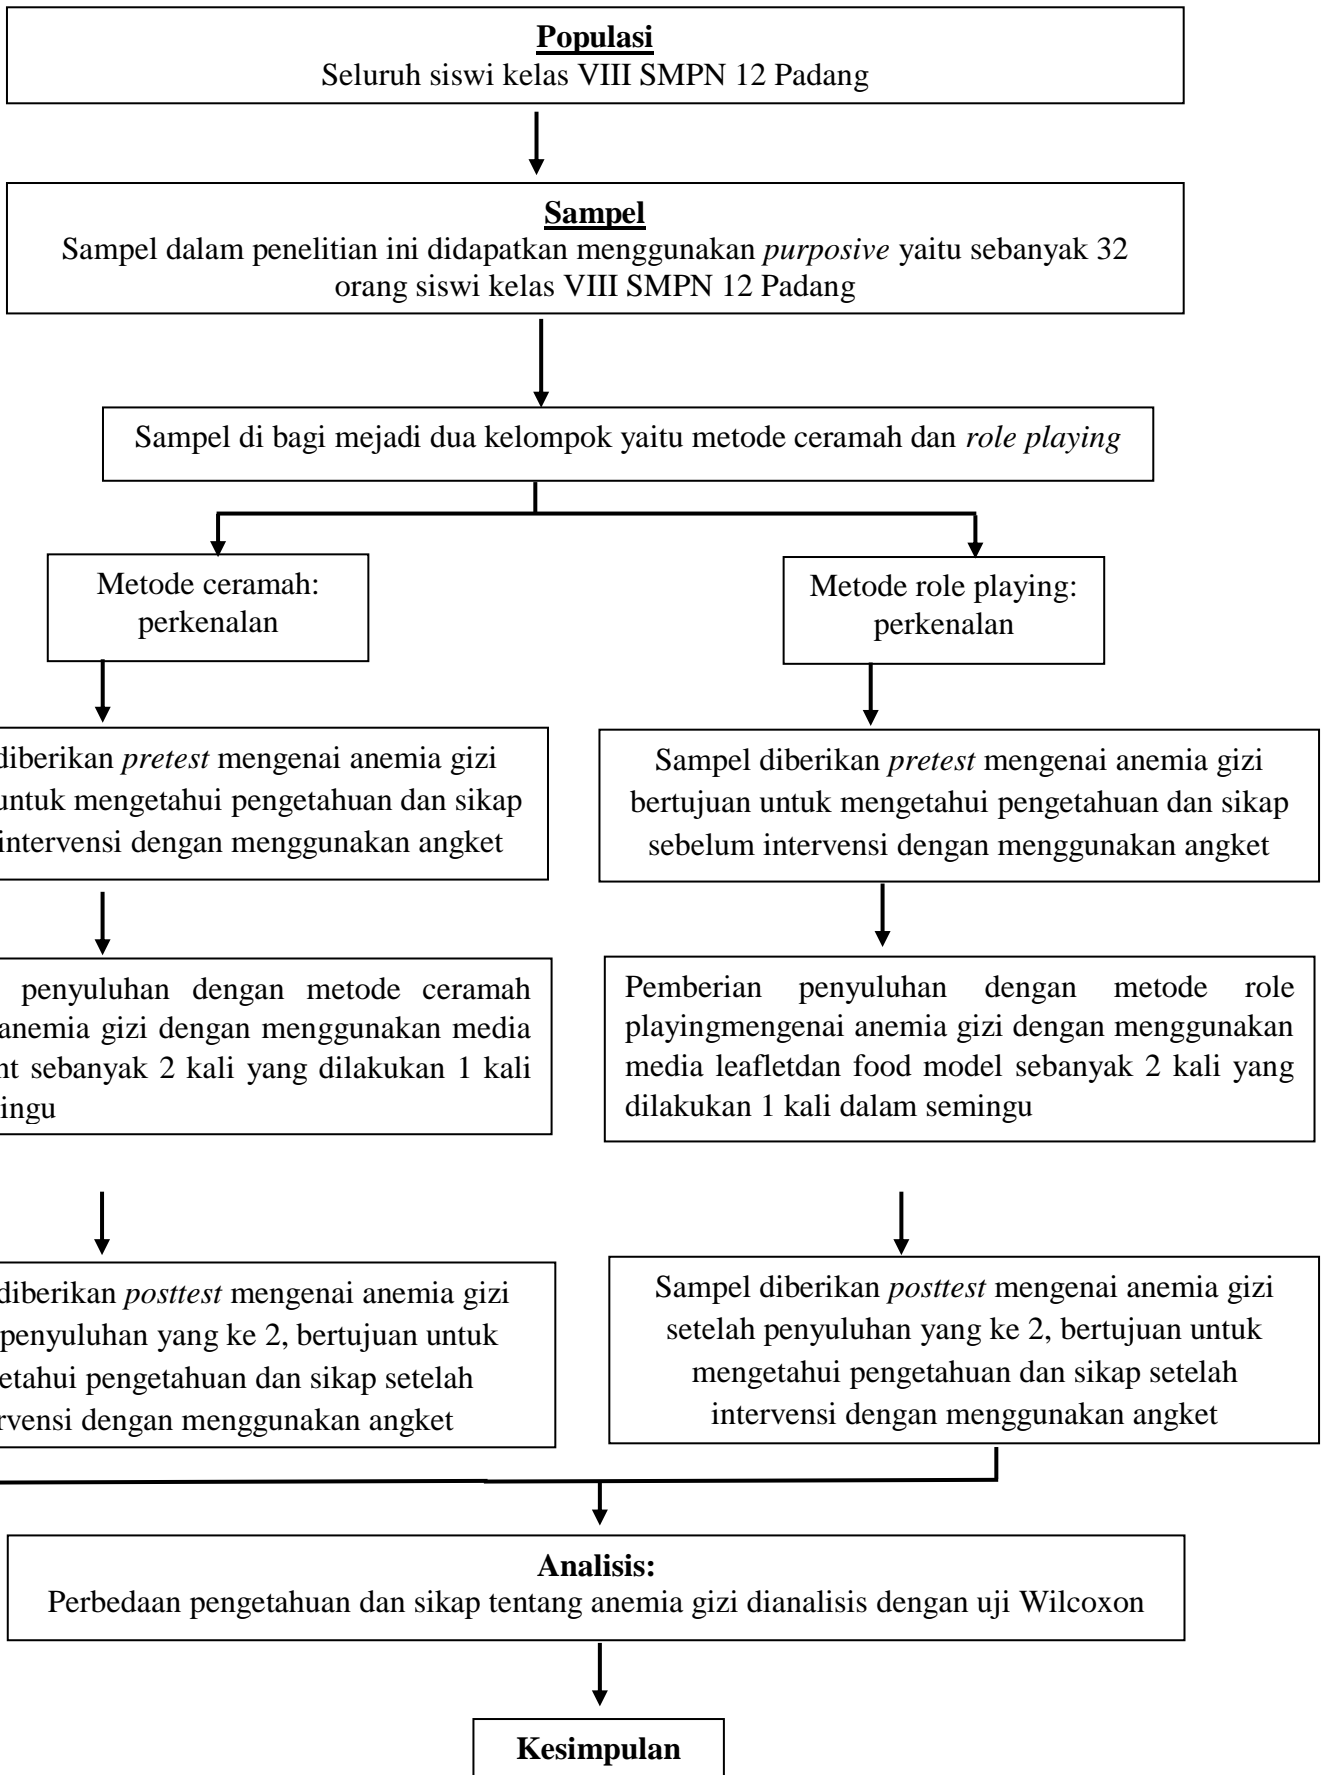 Populasi
Seluruh siswi kelas VIII SMPN 12 Padang
Sampel
Sampel dalam penelitian ini didapatkan menggunakan purposive yaitu sebanyak 32
orang siswi kelas VIII SMPN 12 Padang
Sampel di bagi mejadi dua kelompok yaitu metode ceramah dan role playing
Metode ceramah:
perkenalan
Metode role playing:
perkenalan
diberikan pretest mengenai anemia gizi
untuk mengetahui pengetahuan dan sikap
intervensi dengan menggunakan angket
Sampel diberikan pretest mengenai anemia gizi
bertujuan untuk mengetahui pengetahuan dan sikap
sebelum intervensi dengan menggunakan angket
penyuluhan dengan metode ceramah
anemia gizi dengan menggunakan media
sebanyak 2 kali yang dilakukan 1 kali
Pemberian penyuluhan dengan metode role
playingmengenai anemia gizi dengan menggunakan
media leafletdan food model sebanyak 2 kali yang
dilakukan 1 kali dalam semingu
diberikan posttest mengenai anemia gizi
penyuluhan yang ke 2, bertujuan untuk
pengetahuan dan sikap setelah
dengan menggunakan angket
Sampel diberikan posttest mengenai anemia gizi
setelah penyuluhan yang ke 2, bertujuan untuk
mengetahui pengetahuan dan sikap setelah
intervensi dengan menggunakan angket
Analisis:
Perbedaan pengetahuan dan sikap tentang anemia gizi dianalisis dengan uji Wilcoxon
Kesimpulan